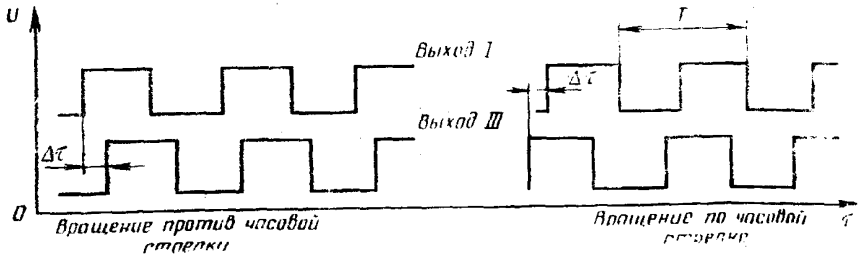 U
T
Выход I
Δτ
Выход III
Δτ
0
Вращение против часовой
стрелки
Вращение по часовой
стрелке
τ